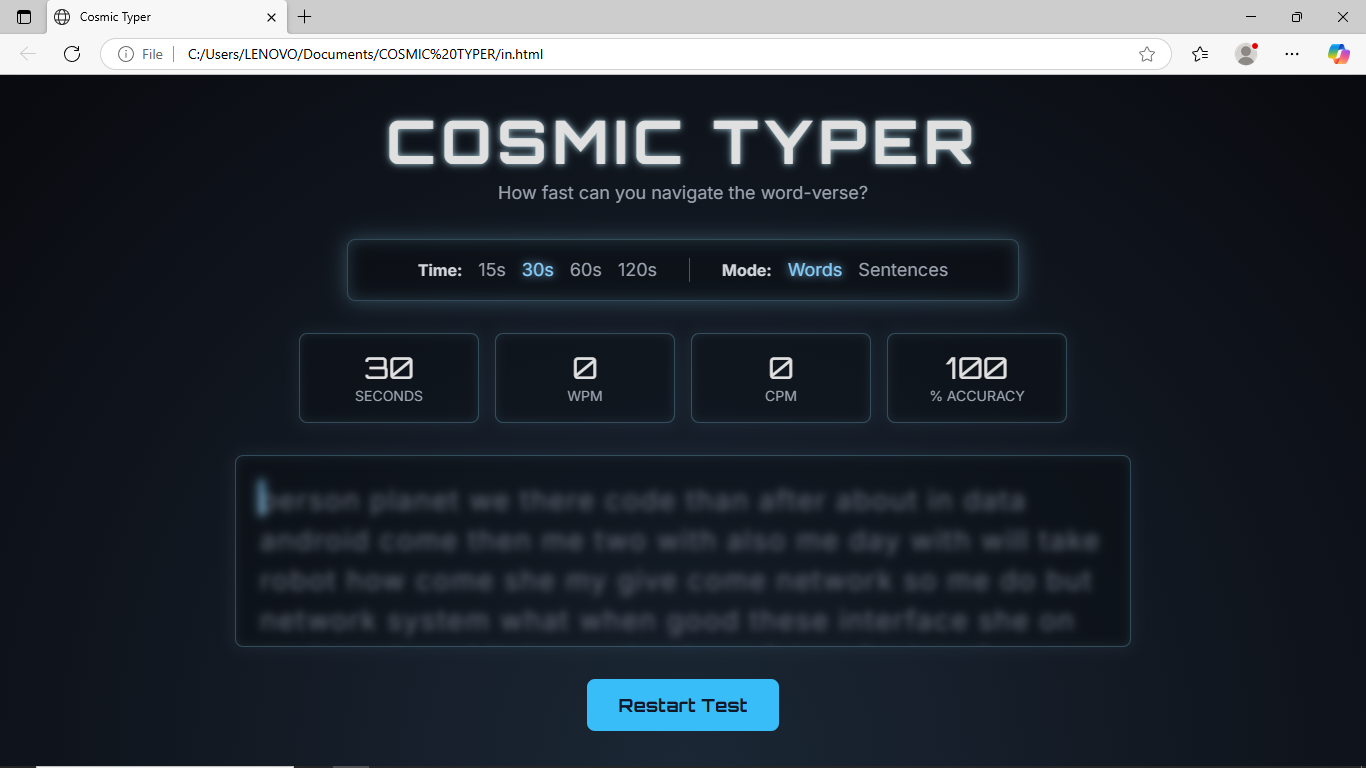 Cosmic Typer
File
C:/Users/LENOVO/Documents/COSMIC%20TYPER/in.html
COSMIC TYPER
How fast can you navigate the word-verse?
Time: 15s 30s 60s 120s Mode: Words Sentences
30 0 0 100
SECONDS WPM CPM % ACCURACY
person planet we there code than after about in data
android come then me two with also me day with will take
robot how come she my give come network so me do but
network system what when good these interface she on
Restart Test